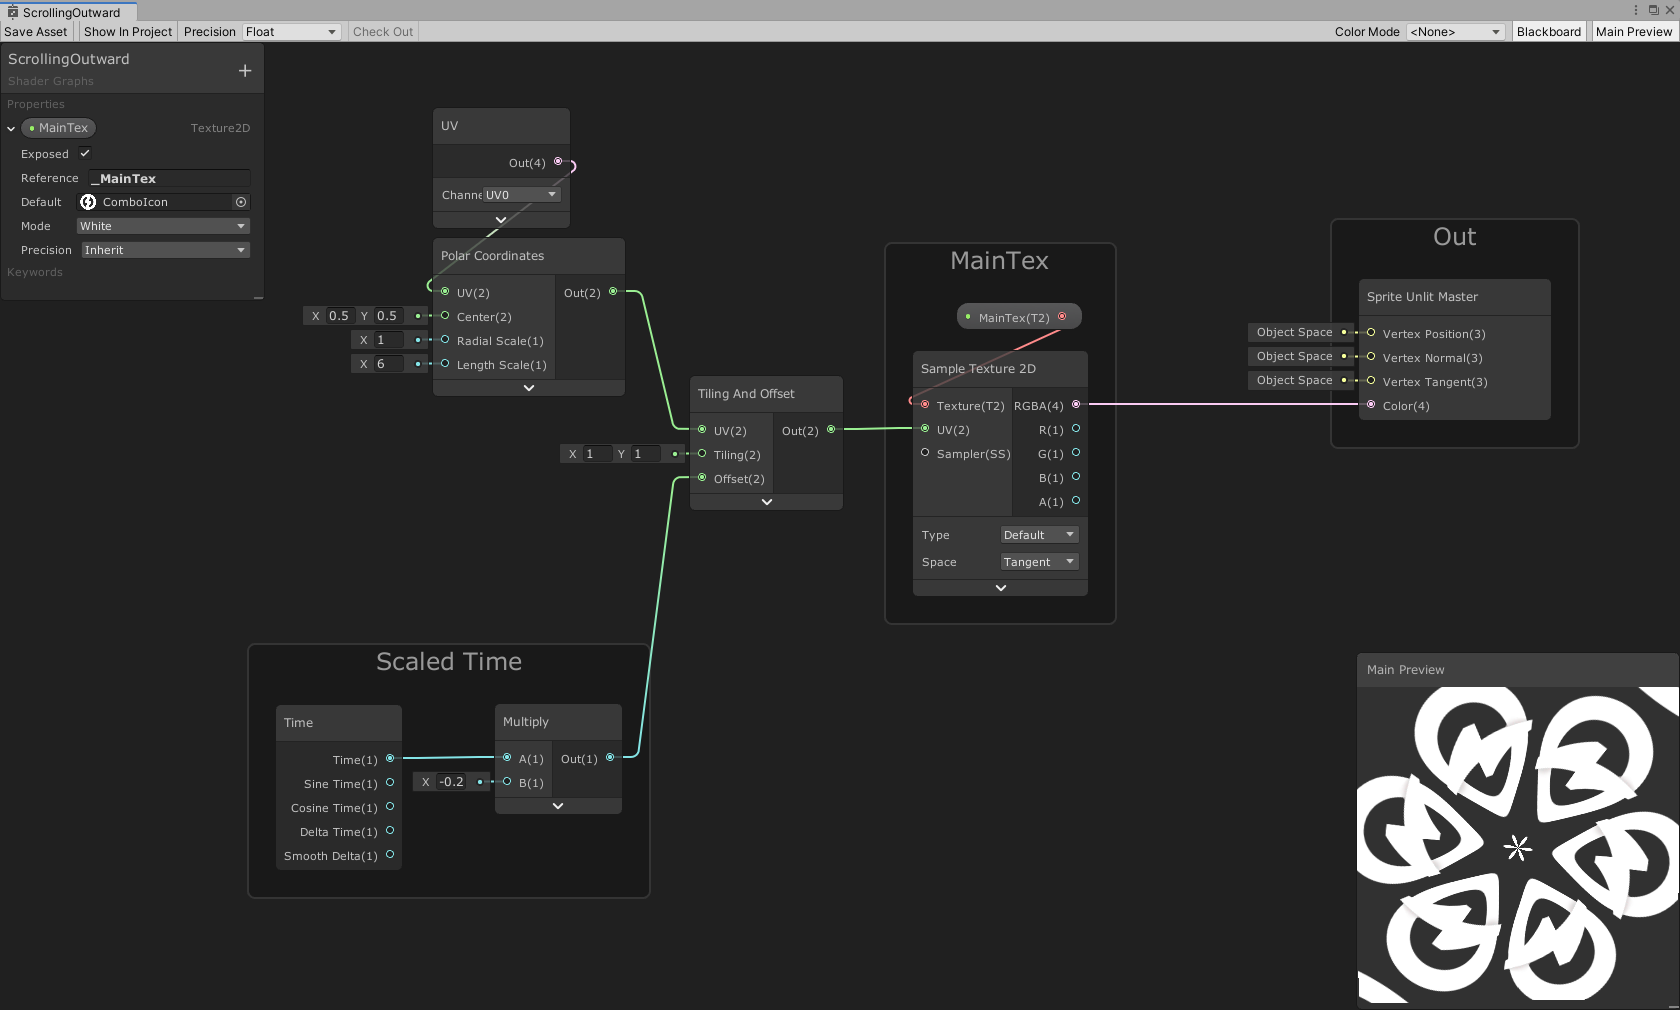 ScrollingOutward
Save Asset Show In Project Precision Float Check Out Color Mode <None> Blackboard Main Preview
ScrollingOutward
Shader Graphs
Properties
MainTex Texture2D
Exposed
Reference _MainTex
Default ComboIcon
Mode White
Precision Inherit
Keywords
UV
Out(4)
Channe UV0
Polar Coordinates
UV(2) Out(2)
X 0.5 Y 0.5 Center(2)
X 1 Radial Scale(1)
X 6 Length Scale(1)
Tiling And Offset
UV(2) Out(2)
X 1 Y 1 Tiling(2)
Offset(2)
MainTex
MainTex(T2)
Sample Texture 2D
Texture(T2) RGBA(4)
UV(2) R(1)
Sampler(SS) G(1)
B(1)
A(1)
Type Default
Space Tangent
Out
Sprite Unlit Master
Object Space Vertex Position(3)
Object Space Vertex Normal(3)
Object Space Vertex Tangent(3)
Color(4)
Scaled Time
Time
Time(1)
Sine Time(1)
Cosine Time(1)
Delta Time(1)
Smooth Delta(1)
Multiply
A(1) Out(1)
X -0.2 B(1)
Main Preview